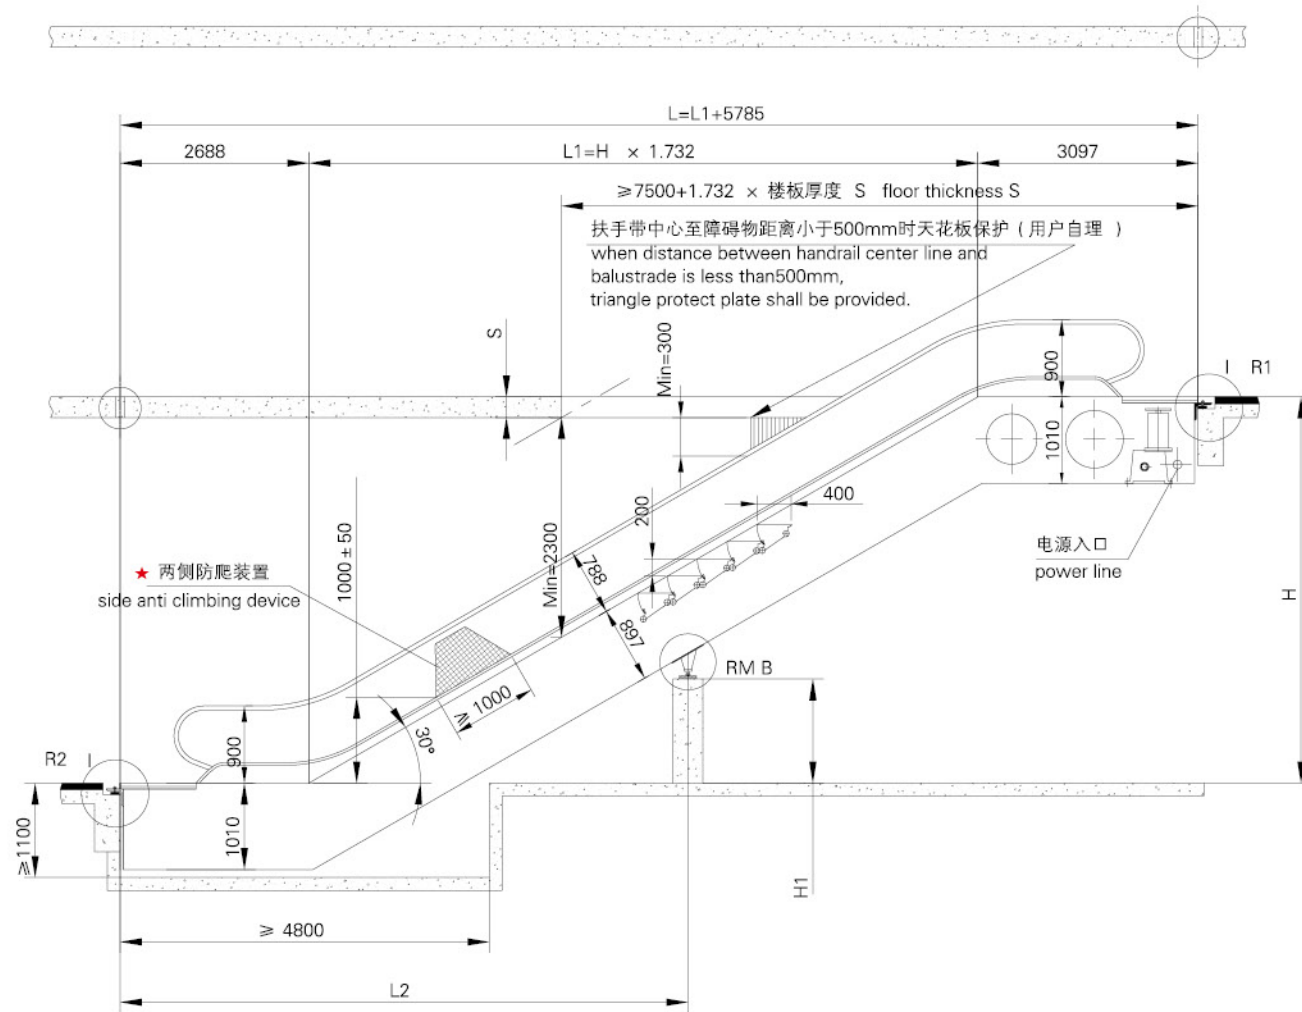 L=L1+5785
2688
L1=H × 1.732
3097
≥7500+1.732 × 楼板厚度 S floor thickness S
扶手带中心至障碍物距离小于500mm时天花板保护 ( 用户自理 )
when distance between handrail center line and
balustrade is less than500mm,
triangle protect plate shall be provided.
S
Min=300
900
I R1
1010
400
200
电源入口
power line
1000±50
Min=2300
788
★ 两侧防爬装置
side anti climbing device
H
897
RM B
≥ 1000
30°
900
R2 I
≥1100
1010
H1
≥ 4800
L2